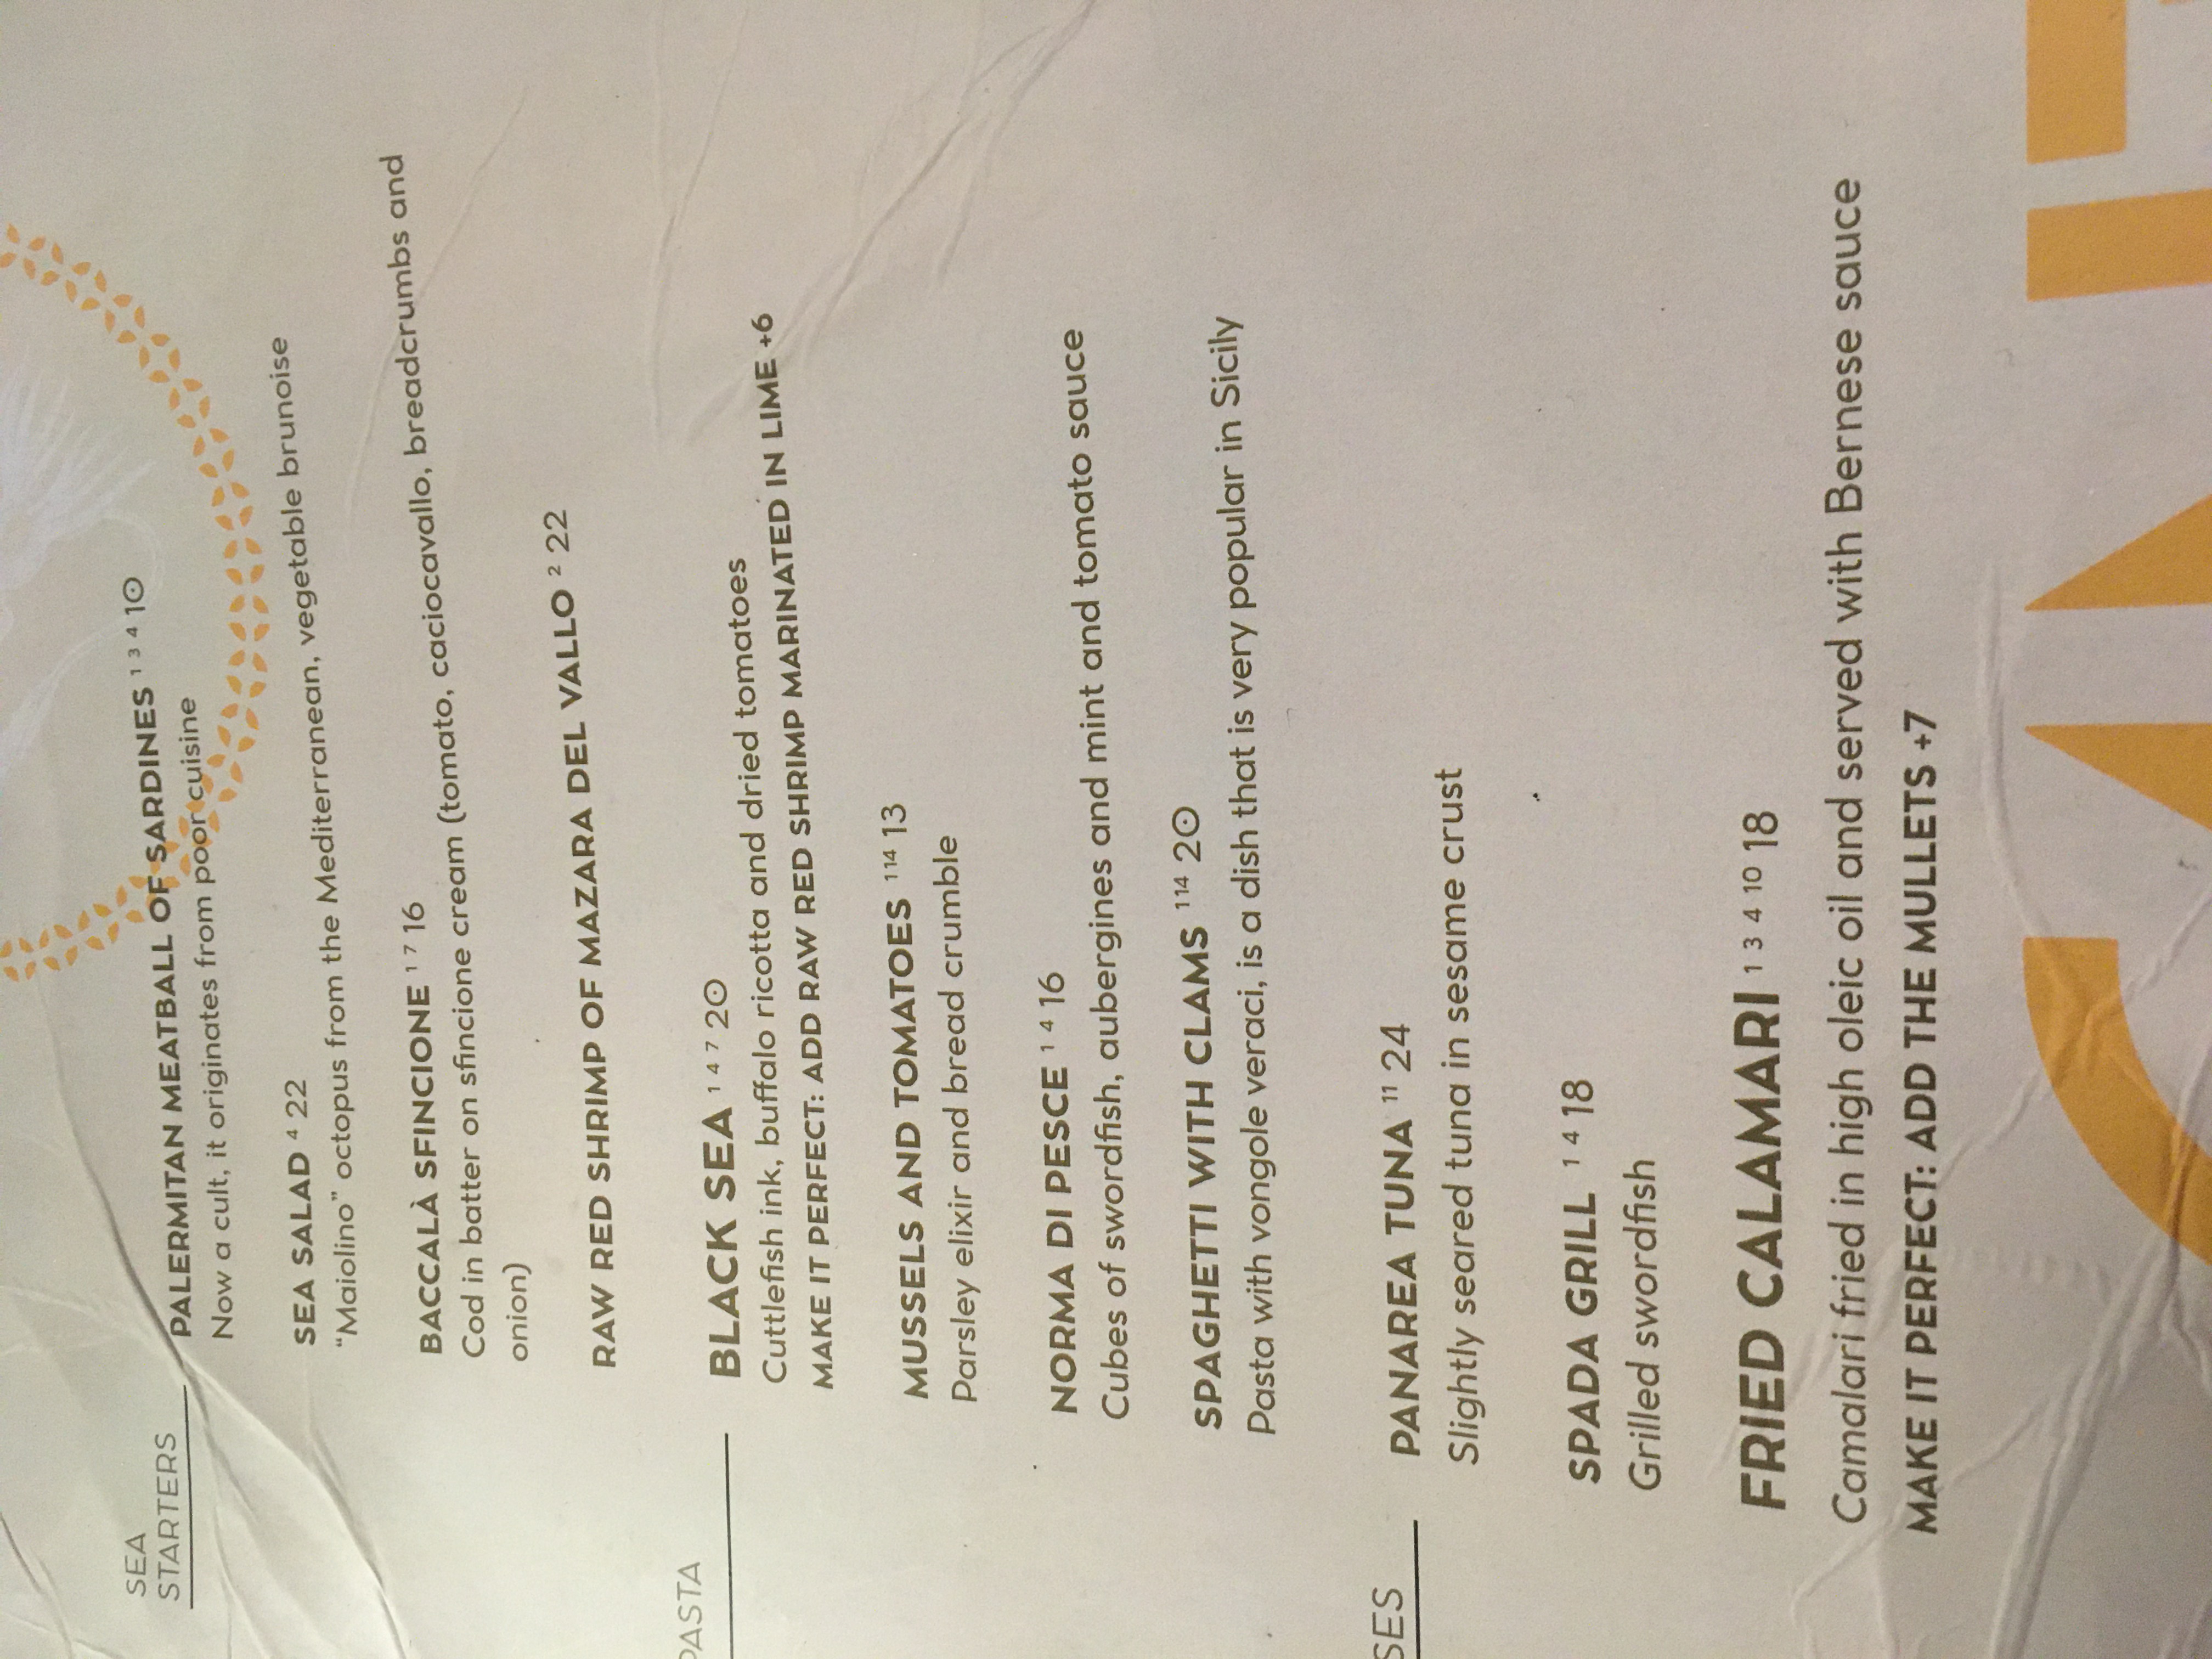 SEA
STARTERS
PALERMITAN MEATBALL OF SARDINES 1 3 4 10
Now a cult, it originates from poor cuisine
SEA SALAD 4 22
“Maiolino” octopus from the Mediterranean, vegetable brunoise
BACCALÀ SFINCIONE 1 7 16
Cod in batter on sfincione cream (tomato, caciocavallo, breadcrumbs and
onion)
RAW RED SHRIMP OF MAZARA DEL VALLO 2 22
PASTA
BLACK SEA 1 4 7 20
Cuttlefish ink, buffalo ricotta and dried tomatoes
MAKE IT PERFECT: ADD RAW RED SHRIMP MARINATED IN LIME +6
MUSSELS AND TOMATOES 1 14 13
Parsley elixir and bread crumble
NORMA DI PESCE 1 4 16
Cubes of swordfish, aubergines and mint and tomato sauce
SPAGHETTI WITH CLAMS 1 14 20
Pasta with vongole veraci, is a dish that is very popular in Sicily
SES
PANAREA TUNA 11 24
Slightly seared tuna in sesame crust
SPADA GRILL 1 4 18
Grilled swordfish
FRIED CALAMARI 1 3 4 10 18
Camalari fried in high oleic oil and served with Bernese sauce
MAKE IT PERFECT: ADD THE MULLETS +7